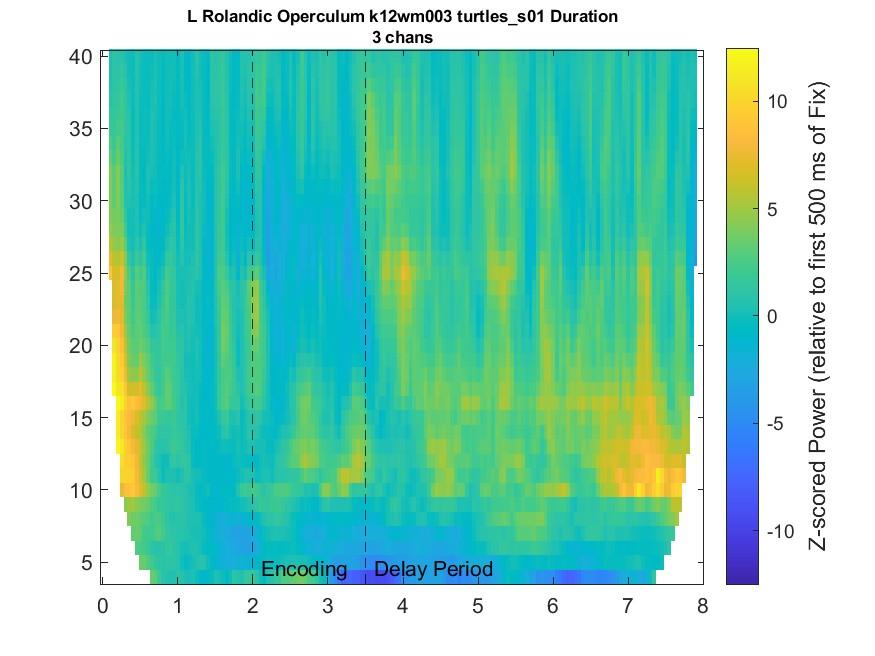 L Rolandic Operculum k12wm003 turtles_s01 Duration
3 chans
40
35
30
25
20
15
10
5
Encoding
Delay Period
0 1 2 3 4 5 6 7 8
10
5
0
-5
-10
Z-scored Power (relative to first 500 ms of Fix)